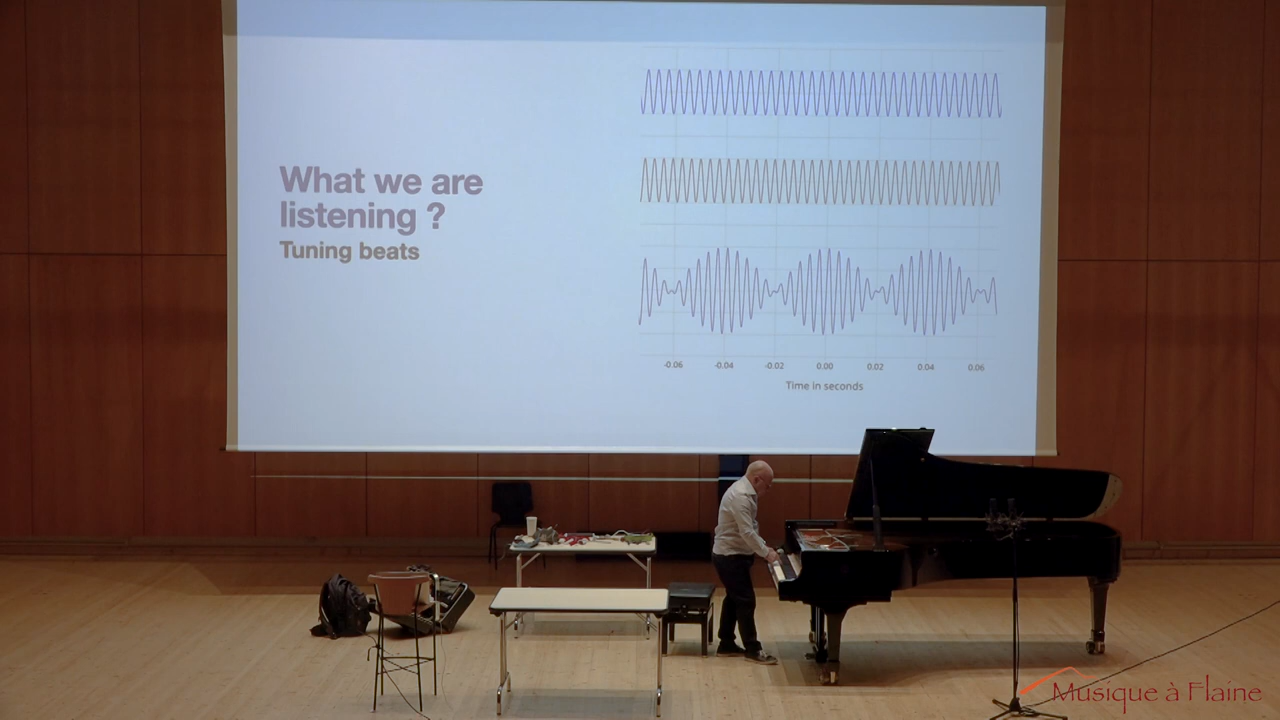 What we are
listening ?
Tuning beats
-0.06 -0.04 -0.02 0.00 0.02 0.04 0.06
Time in seconds
Musique à Flaine